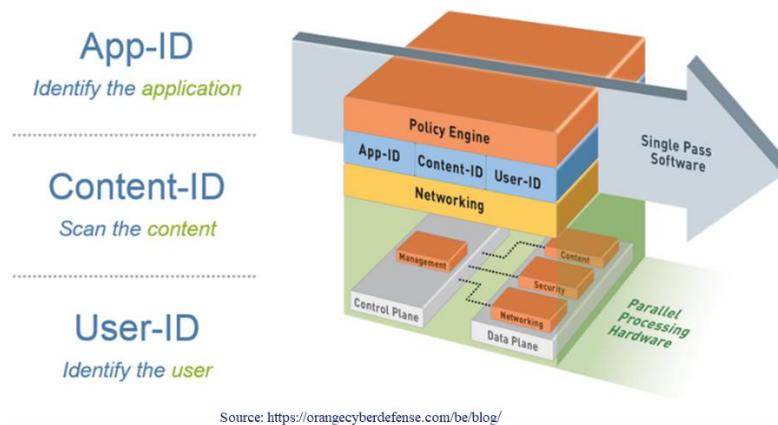 App-ID
Identify the application
Content-ID
Scan the content
User-ID
Identify the user
Policy Engine
App-ID Content-ID User-ID
Networking
Single Pass
Software
Management
Control Plane
Content
Security
Networking
Data Plane
Parallel
Processing
Hardware
Source: https://orangecyberdefense.com/be/blog/